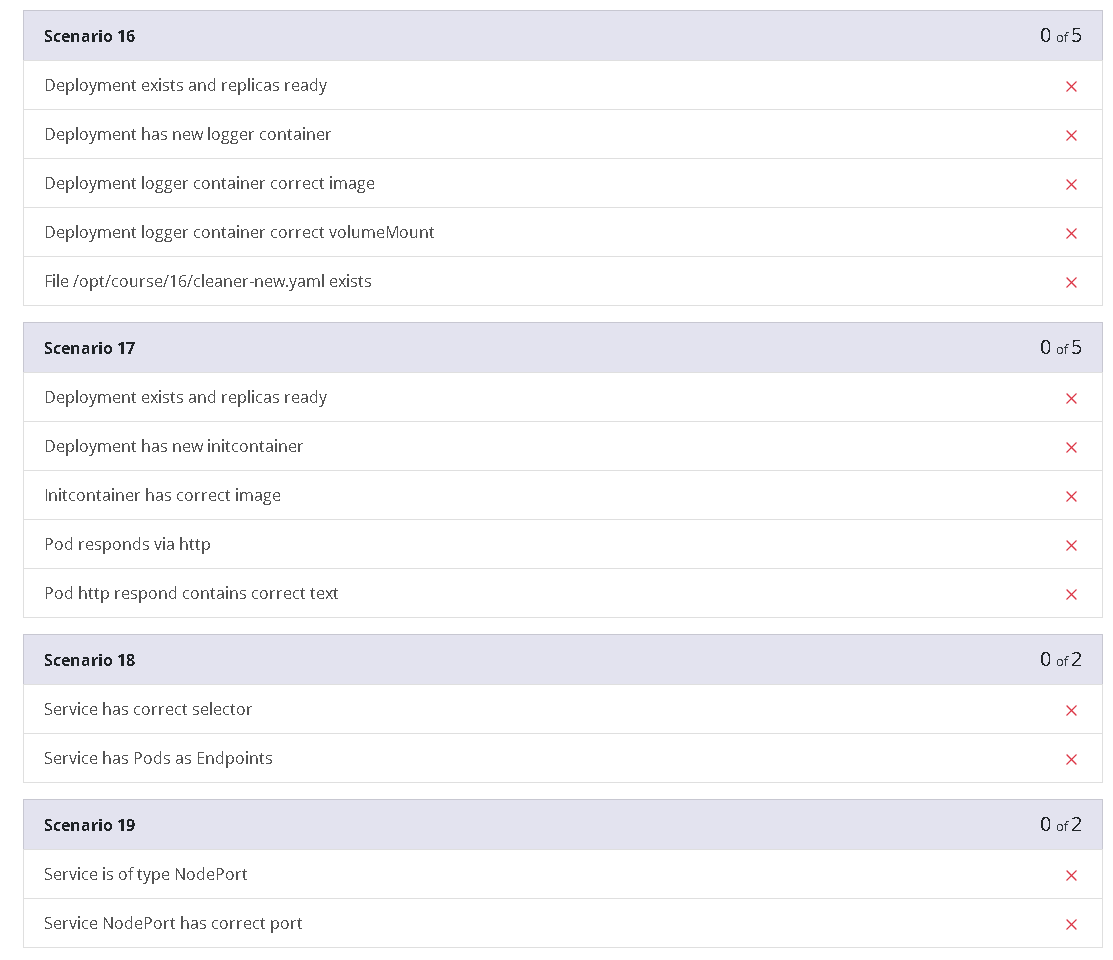 Scenario 16 0 of 5
Deployment exists and replicas ready ×
Deployment has new logger container ×
Deployment logger container correct image ×
Deployment logger container correct volumeMount ×
File /opt/course/16/cleaner-new.yaml exists ×
Scenario 17 0 of 5
Deployment exists and replicas ready ×
Deployment has new initcontainer ×
Initcontainer has correct image ×
Pod responds via http ×
Pod http respond contains correct text ×
Scenario 18 0 of 2
Service has correct selector ×
Service has Pods as Endpoints ×
Scenario 19 0 of 2
Service is of type NodePort ×
Service NodePort has correct port ×